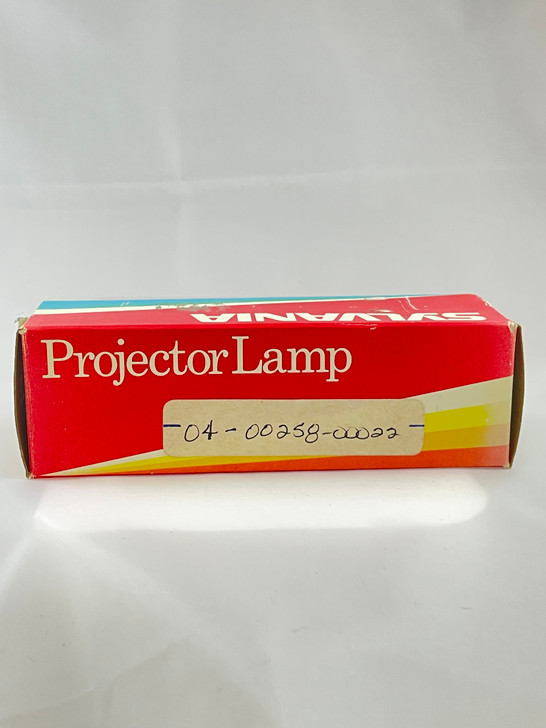 SYLVANIA
Projector Lamp
-04-00258-00022-